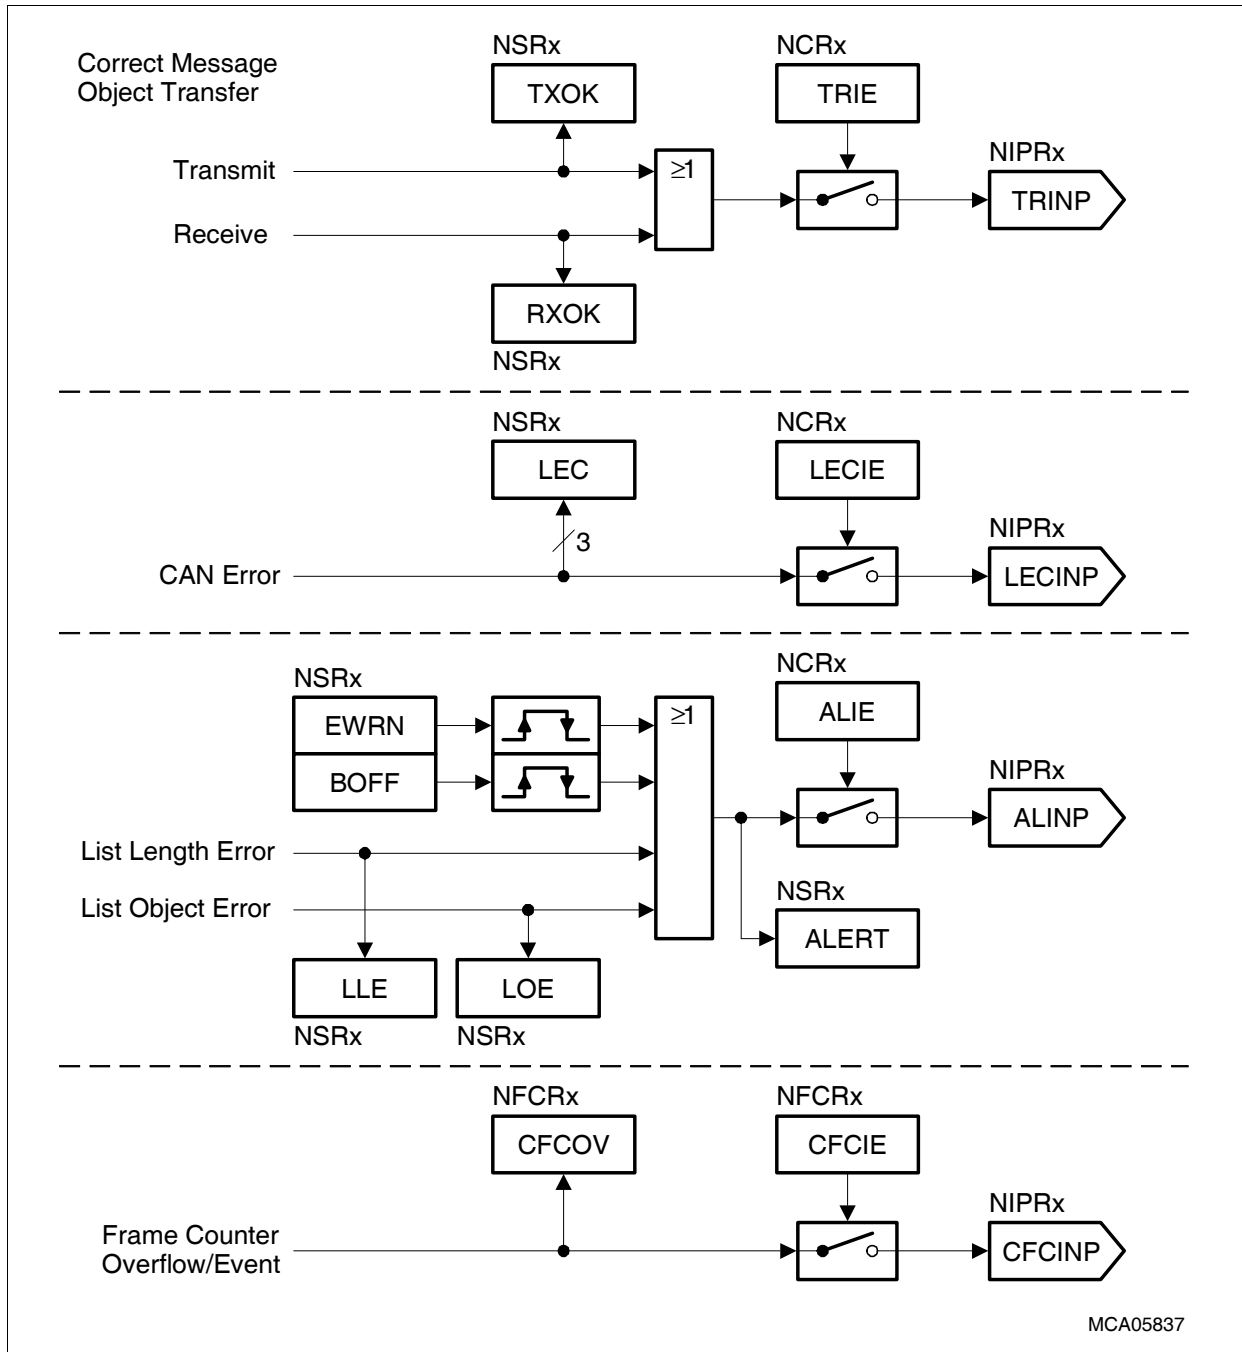 Correct Message
Object Transfer
NSRx
TXOK
NCRx
TRIE
Transmit
≥1
NIPRx
TRINP
Receive
RXOK
NSRx
NSRx
LEC
NCRx
LECIE
3
NIPRx
CAN Error
LECINP
NSRx
EWRN
BOFF
≥1
NCRx
ALIE
NIPRx
ALINP
List Length Error
List Object Error
NSRx
ALERT
LLE
NSRx
LOE
NSRx
NFCRx
CFCOV
NFCRx
CFCIE
Frame Counter
Overflow/Event
NIPRx
CFCINP
MCA05837